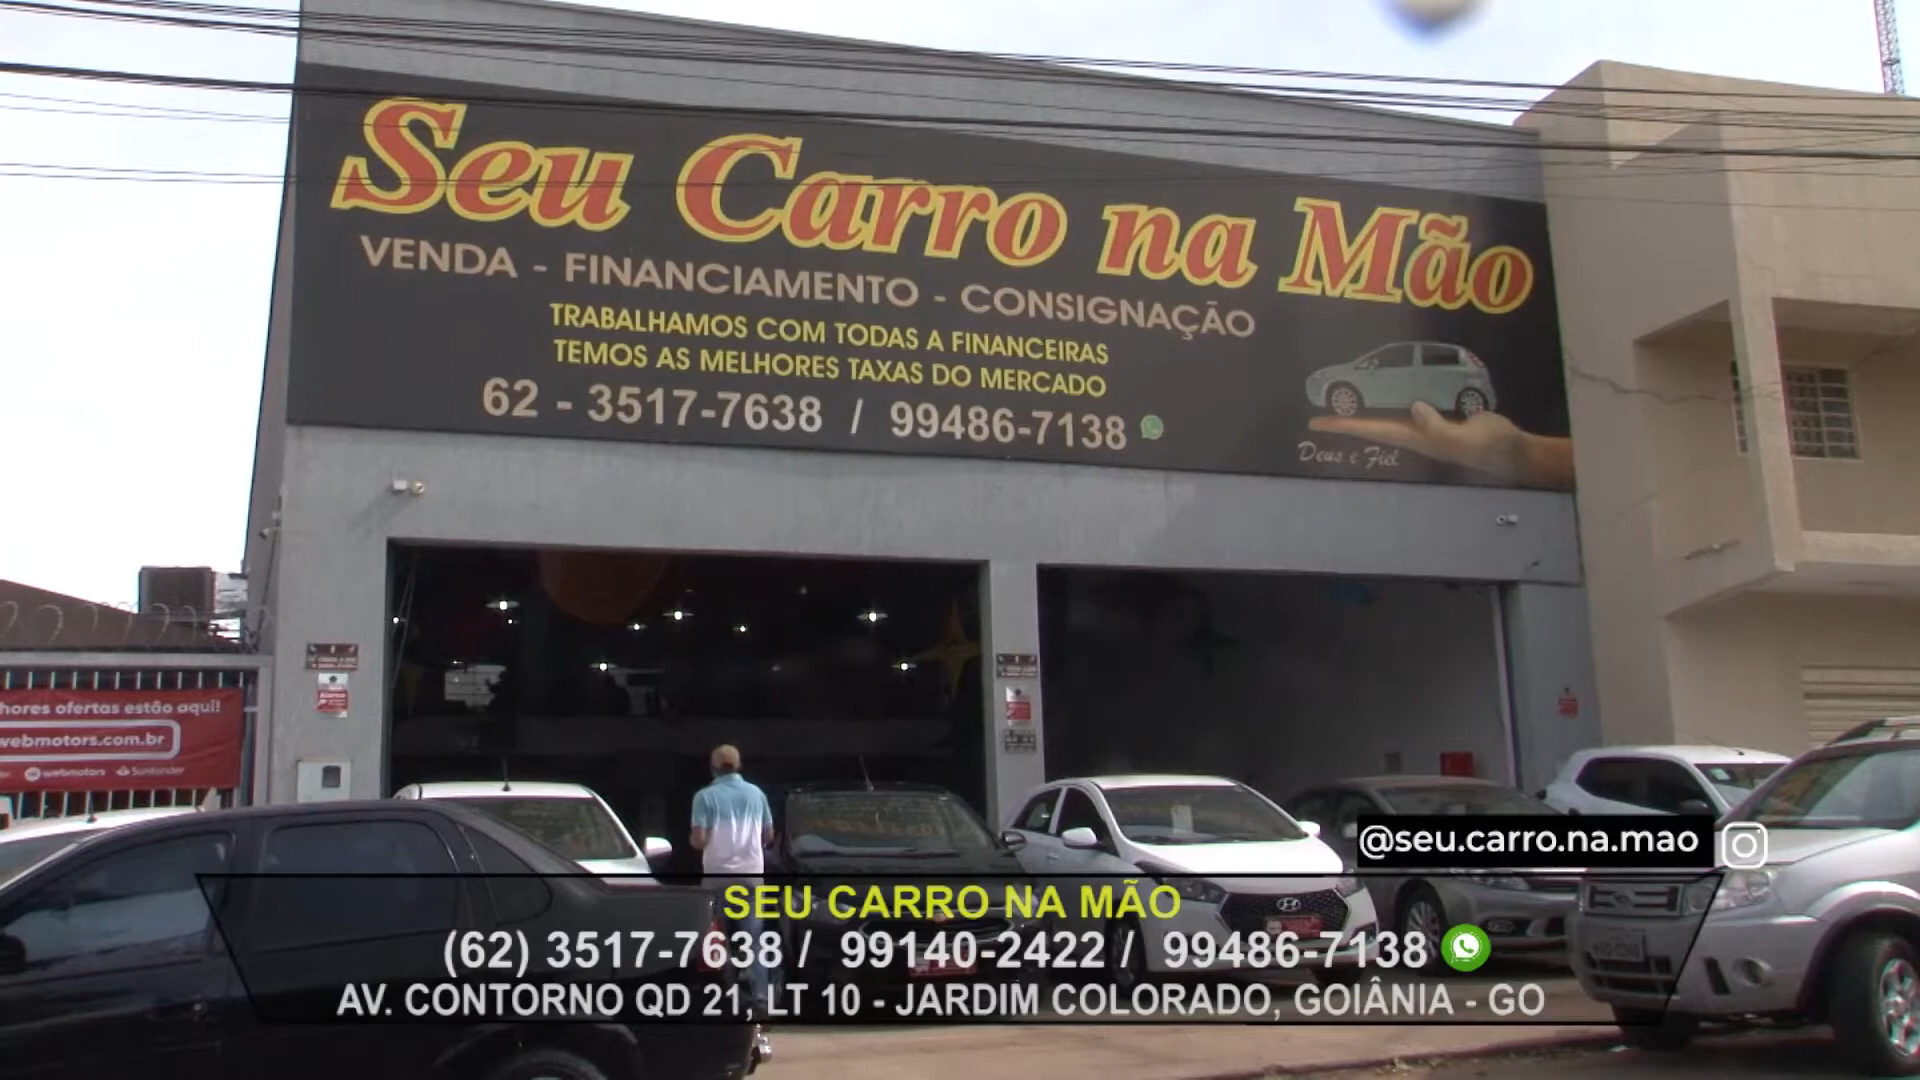 Seu Carro na Mão
VENDA - FINANCIAMENTO - CONSIGNAÇÃO
TRABALHAMOS COM TODAS A FINANCEIRAS
TEMOS AS MELHORES TAXAS DO MERCADO
62 - 3517-7638 / 99486-7138
Deus e Fiel
hores ofertas estão aqui!
webmotors.com.br
webmotors Santander
@seu.carro.na.mao
SEU CARRO NA MÃO
(62) 3517-7638 / 99140-2422 / 99486-7138
AV. CONTORNO QD 21, LT 10 - JARDIM COLORADO, GOIÂNIA - GO